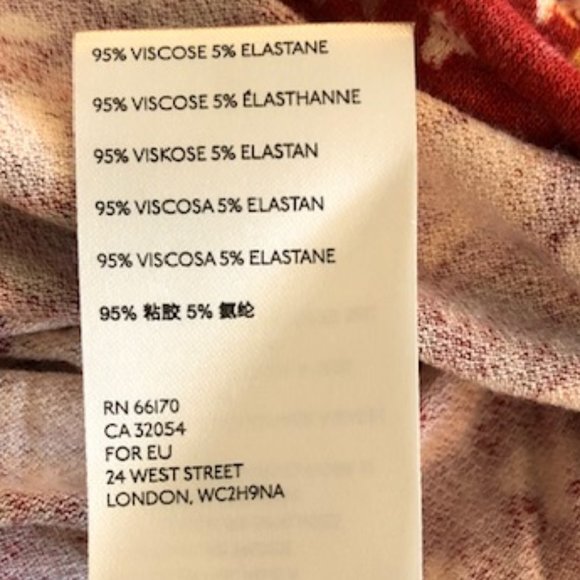 95% VISCOSE 5% ELASTANE
95% VISCOSE 5% ÉLASTHANNE
95% VISKOSE 5% ELASTAN
95% VISCOSA 5% ELASTAN
95% VISCOSA 5% ELASTANE
95% 粘胶 5% 氨纶
RN 66170
CA 32054
FOR EU
24 WEST STREET
LONDON, WC2H9NA